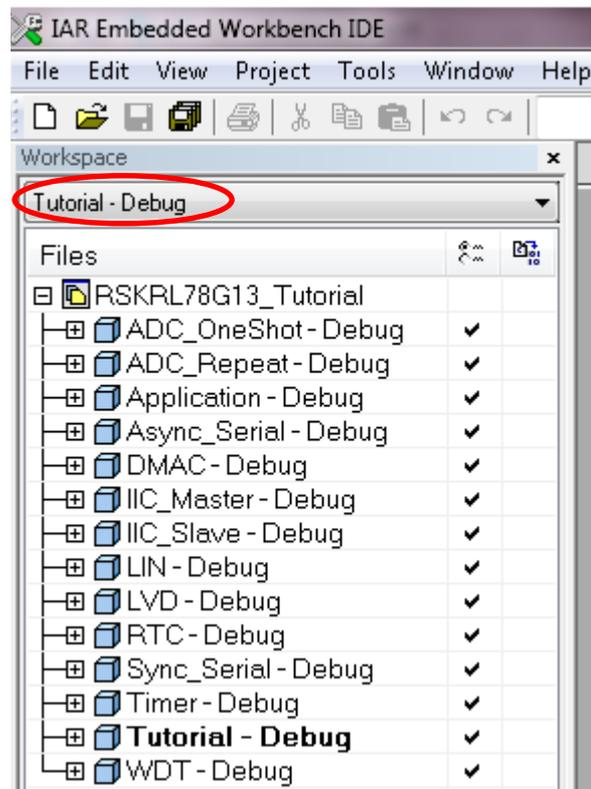 IAR Embedded Workbench IDE
File Edit View Project Tools Window Help
Workspace
Tutorial - Debug
Files
RSKRL78G13_Tutorial
ADC_OneShot - Debug
ADC_Repeat - Debug
Application - Debug
Async_Serial - Debug
DMAC - Debug
IIC_Master - Debug
IIC_Slave - Debug
LIN - Debug
LVD - Debug
RTC - Debug
Sync_Serial - Debug
Timer - Debug
Tutorial - Debug
WDT - Debug